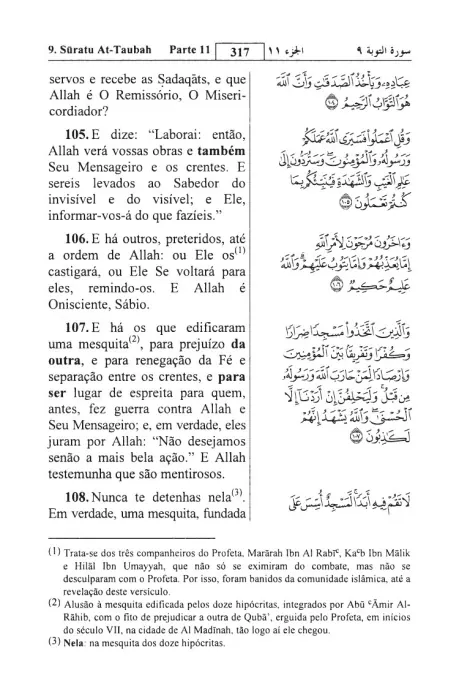 9. Sūratu At-Taubah Parte 11 317 الجزء ١١ سورة التوبة ٩
servos e recebe as Ṣadaqāts, e que
Allah é O Remissório, O Miseri-
cordiador?
105. E dize: “Laborai: então,
Allah verá vossas obras e também
Seu Mensageiro e os crentes. E
sereis levados ao Sabedor do
invisível e do visível; e Ele,
informar-vos-á do que fazíeis.”
106. E há outros, preteridos, até
a ordem de Allah: ou Ele os(1)
castigará, ou Ele Se voltará para
eles, remindo-os. E Allah é
Onisciente, Sábio.
107. E há os que edificaram
uma mesquita(2), para prejuízo da
outra, e para renegação da Fé e
separação entre os crentes, e para
ser lugar de espreita para quem,
antes, fez guerra contra Allah e
Seu Mensageiro; e, em verdade, eles
juram por Allah: “Não desejamos
senão a mais bela ação.” E Allah
testemunha que são mentirosos.
108. Nunca te detenhas nela(3).
Em verdade, uma mesquita, fundada
عِبَادِهِۦ وَيَأْخُذُ ٱلصَّدَقَٰتِ وَأَنَّ ٱللَّهَ
هُوَ ٱلتَّوَّابُ ٱلرَّحِيمُ ١٠٤
وَقُلِ ٱعْمَلُوا۟ فَسَيَرَى ٱللَّهُ عَمَلَكُمْ
وَرَسُولُهُۥ وَٱلْمُؤْمِنُونَ ۖ وَسَتُرَدُّونَ إِلَىٰ
عَٰلِمِ ٱلْغَيْبِ وَٱلشَّهَٰدَةِ فَيُنَبِّئُكُم بِمَا
كُنتُمْ تَعْمَلُونَ ١٠٥
وَءَاخَرُونَ مُرْجَوْنَ لِأَمْرِ ٱللَّهِ
إِمَّا يُعَذِّبُهُمْ وَإِمَّا يَتُوبُ عَلَيْهِمْ ۗ وَٱللَّهُ
عَلِيمٌ حَكِيمٌ ١٠٦
وَٱلَّذِينَ ٱتَّخَذُوا۟ مَسْجِدًا ضِرَارًا
وَكُفْرًا وَتَفْرِيقًۢا بَيْنَ ٱلْمُؤْمِنِينَ
وَإِرْصَادًا لِّمَنْ حَارَبَ ٱللَّهَ وَرَسُولَهُۥ
مِن قَبْلُ ۚ وَلَيَحْلِفُنَّ إِنْ أَرَدْنَآ إِلَّا
ٱلْحُسْنَىٰ ۖ وَٱللَّهُ يَشْهَدُ إِنَّهُمْ
لَكَٰذِبُونَ ١٠٧
لَا تَقُمْ فِيهِ أَبَدًا ۚ لَّمَسْجِدٌ أُسِّسَ عَلَى
(1) Trata-se dos três companheiros do Profeta, Marārah Ibn Al Rabīᶜ, Kaᶜb Ibn Mālik
e Hilāl Ibn Umayyah, que não só se eximiram do combate, mas não se
desculparam com o Profeta. Por isso, foram banidos da comunidade islâmica, até a
revelação deste versículo.
(2) Alusão à mesquita edificada pelos doze hipócritas, integrados por Abū ᶜĀmir Al-
Rāhib, com o fito de prejudicar a outra de Qubā’, erguida pelo Profeta, em inícios
do século VII, na cidade de Al Madīnah, tão logo aí ele chegou.
(3) Nela: na mesquita dos doze hipócritas.